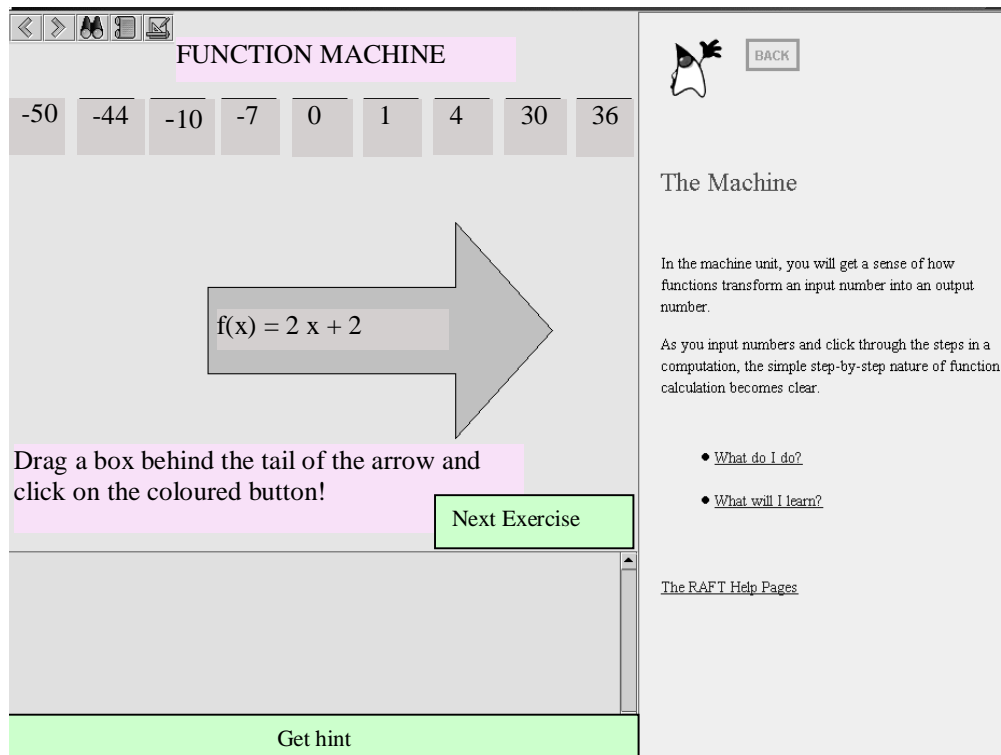 FUNCTION MACHINE
-50 -44 -10 -7 0 1 4 30 36
f(x) = 2 x + 2
Drag a box behind the tail of the arrow and
click on the coloured button!
Next Exercise
Get hint
BACK
The Machine
In the machine unit, you will get a sense of how
functions transform an input number into an output
number.
As you input numbers and click through the steps in a
computation, the simple step-by-step nature of function
calculation becomes clear.
What do I do?
What will I learn?
The RAFT Help Pages